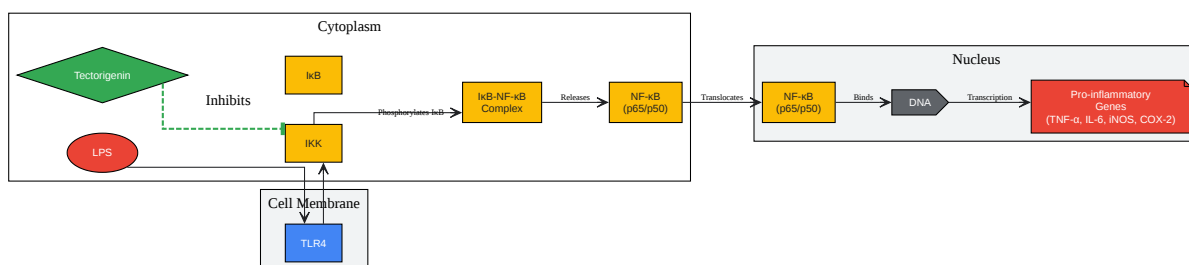 Cytoplasm
Tectorigenin
Inhibits
IκB
IKK
LPS
Phosphorylates IκB
IκB-NF-κB
Complex
Releases
NF-κB
(p65/p50)
Translocates
Cell Membrane
TLR4
Nucleus
NF-κB
(p65/p50)
Binds
DNA
Transcription
Pro-inflammatory
Genes
(TNF-α, IL-6, iNOS, COX-2)